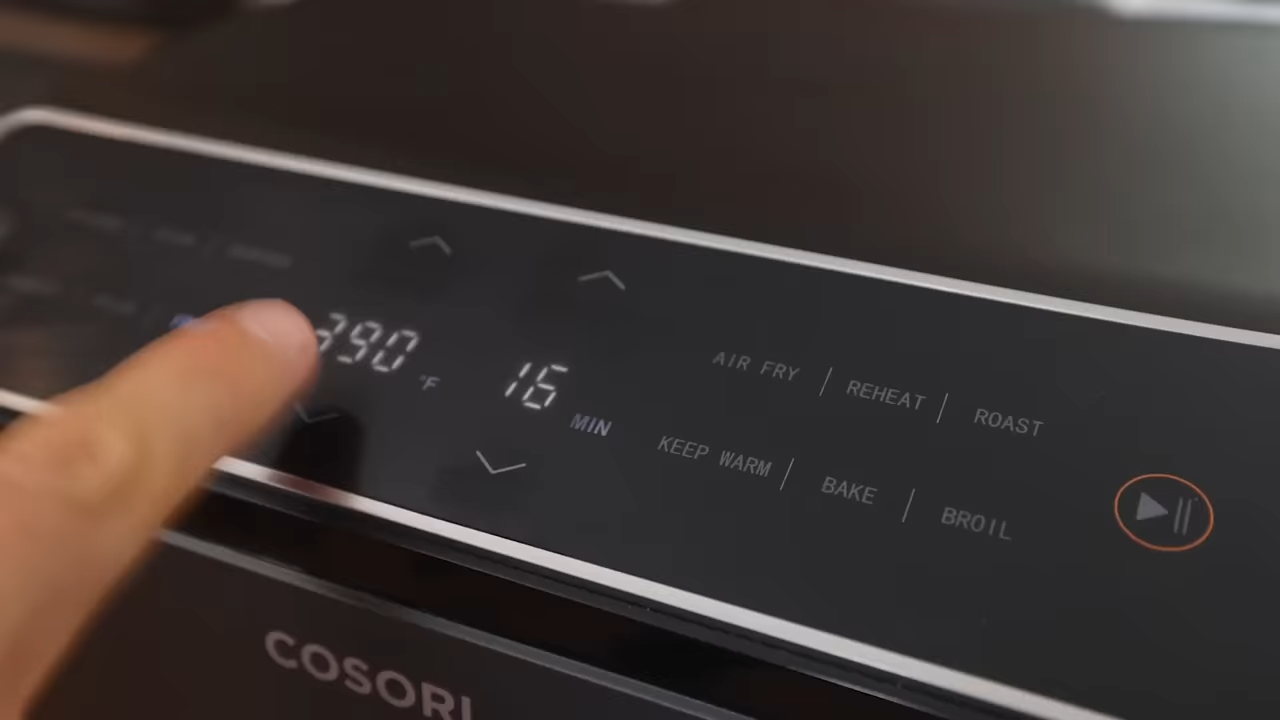 390 °F
16 MIN
AIR FRY | REHEAT | ROAST
KEEP WARM | BAKE | BROIL
COSORI